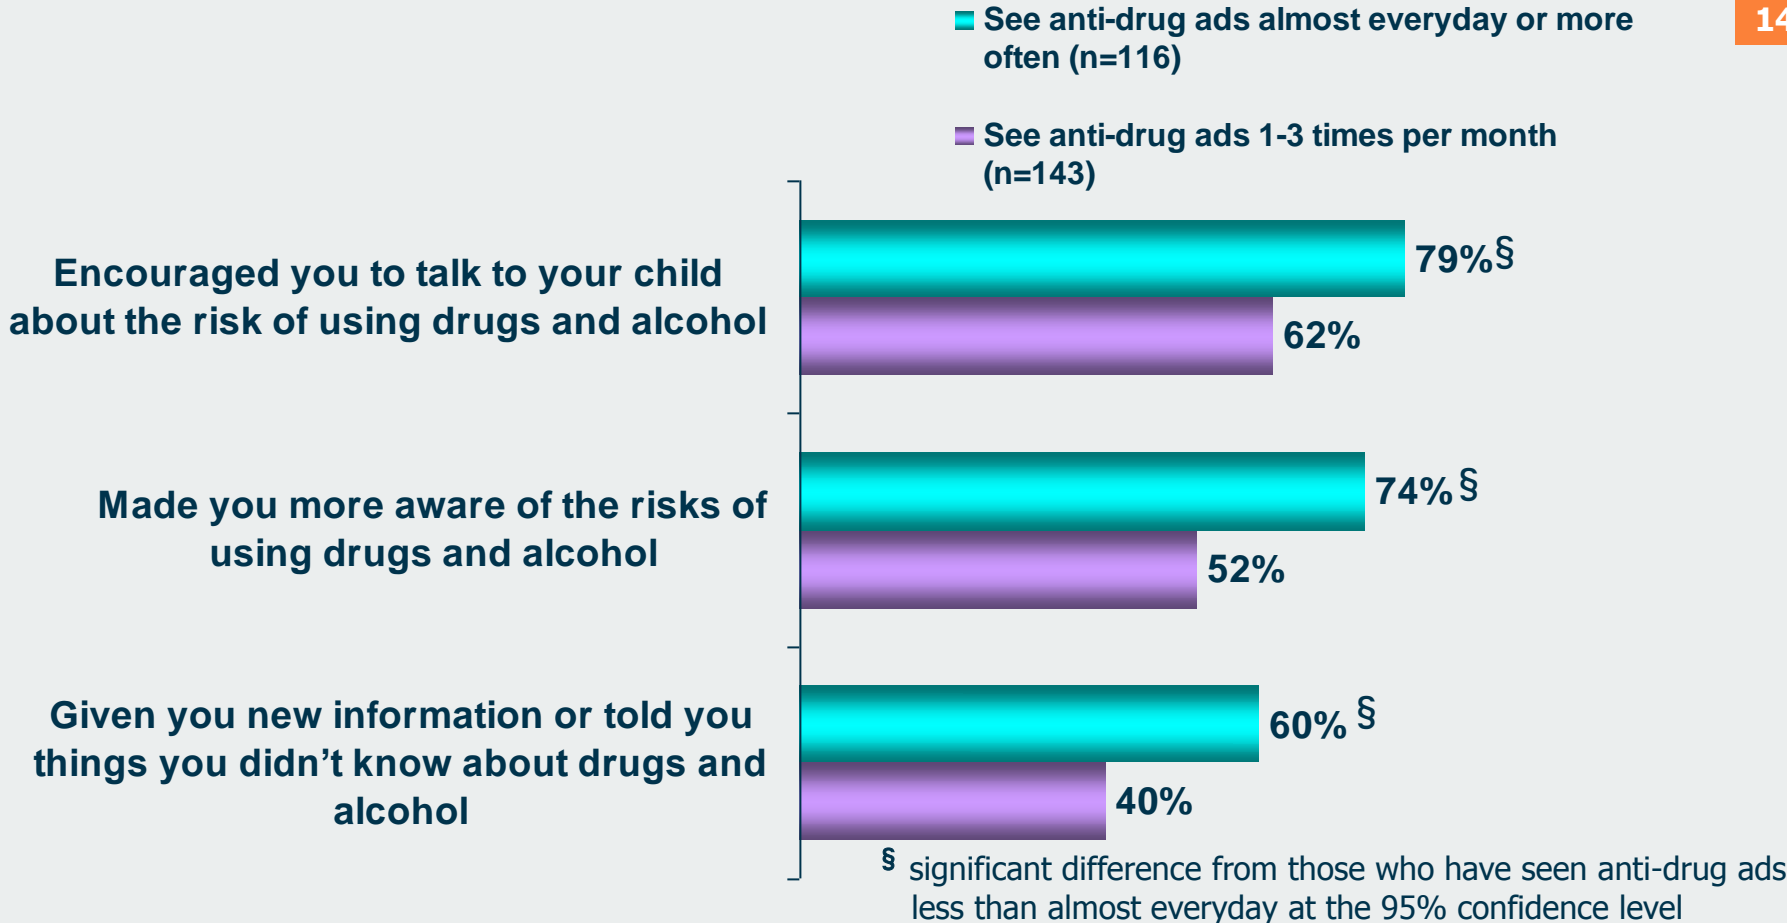 See anti-drug ads almost everyday or more
often (n=116)
14
See anti-drug ads 1-3 times per month
(n=143)
Encouraged you to talk to your child
about the risk of using drugs and alcohol
79%§
62%
Made you more aware of the risks of
using drugs and alcohol
74%§
52%
Given you new information or told you
things you didn’t know about drugs and
alcohol
60% §
40%
§ significant difference from those who have seen anti-drug ads
less than almost everyday at the 95% confidence level